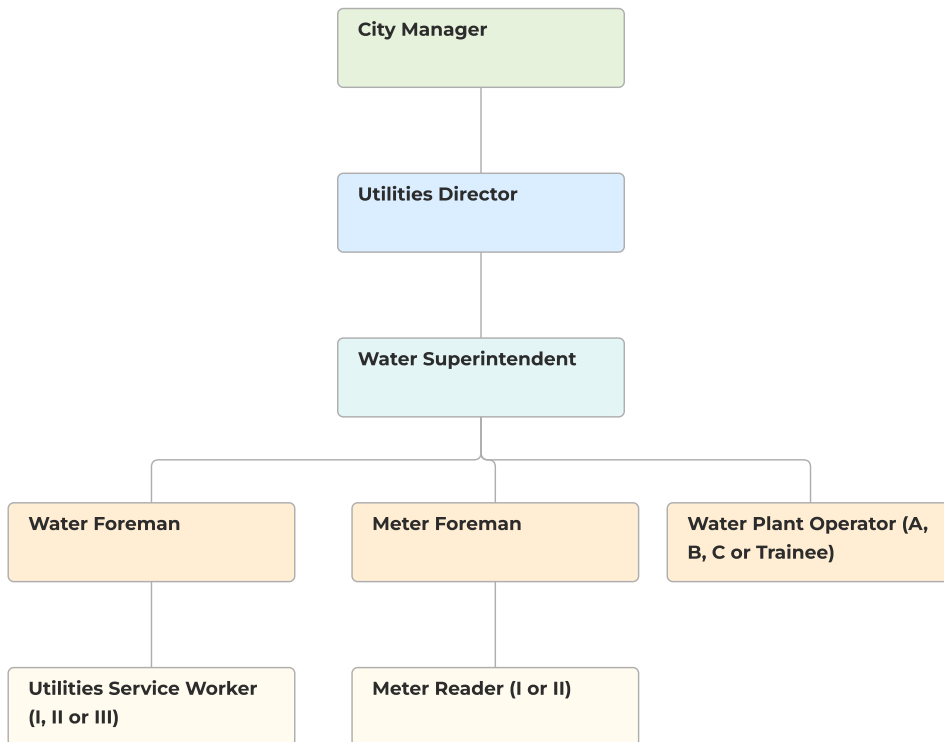 City Manager
Utilities Director
Water Superintendent
Water Foreman
Meter Foreman
Water Plant Operator (A,
B, C or Trainee)
Utilities Service Worker
(I, II or III)
Meter Reader (I or II)